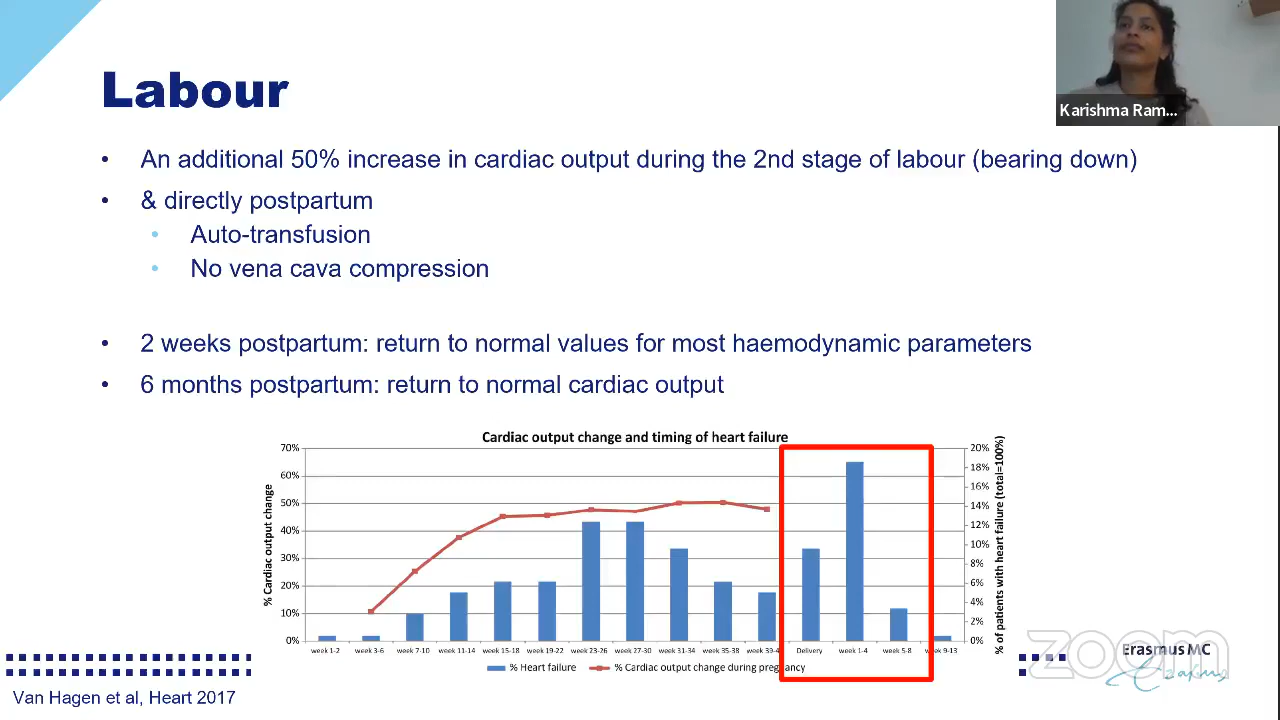 Karishma Ram...
Labour
• An additional 50% increase in cardiac output during the 2nd stage of labour (bearing down)
• & directly postpartum
• Auto-transfusion
• No vena cava compression
• 2 weeks postpartum: return to normal values for most haemodynamic parameters
• 6 months postpartum: return to normal cardiac output
Cardiac output change and timing of heart failure
% Cardiac output change
70%
60%
50%
40%
30%
20%
10%
0%
20%
18%
16%
14%
12%
10%
8%
6%
4%
2%
0%
% of patients with heart failure (total=100%)
week 1-2 week 3-6 week 7-10 week 11-14 week 15-18 week 19-22 week 23-26 week 27-30 week 31-34 week 35-38 week 39-4 Delivery week 1-4 week 5-8 week 9-13
% Heart failure % Cardiac output change during pregnancy
zoom
Erasmus MC
Erasmus
Van Hagen et al, Heart 2017